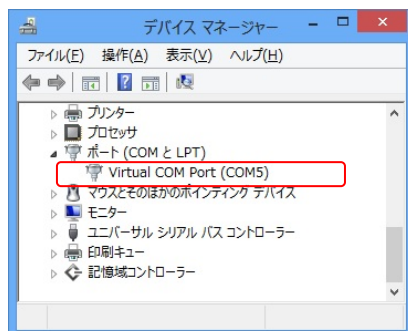 デバイス マネージャー
ファイル(F) 操作(A) 表示(V) ヘルプ(H)
プリンター
プロセッサ
ポート (COM と LPT)
Virtual COM Port (COM5)
マウスとそのほかのポインティング デバイス
モニター
ユニバーサル シリアル バス コントローラー
印刷キュー
記憶域コントローラー